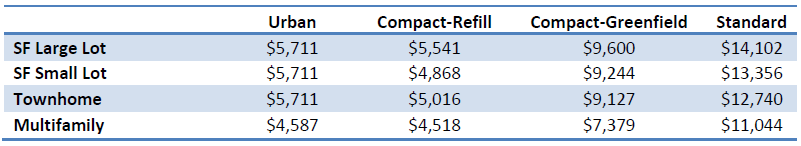 Urban Compact-Refill Compact-Greenfield Standard
SF Large Lot $5,711 $5,541 $9,600 $14,102
SF Small Lot $5,711 $4,868 $9,244 $13,356
Townhome $5,711 $5,016 $9,127 $12,740
Multifamily $4,587 $4,518 $7,379 $11,044